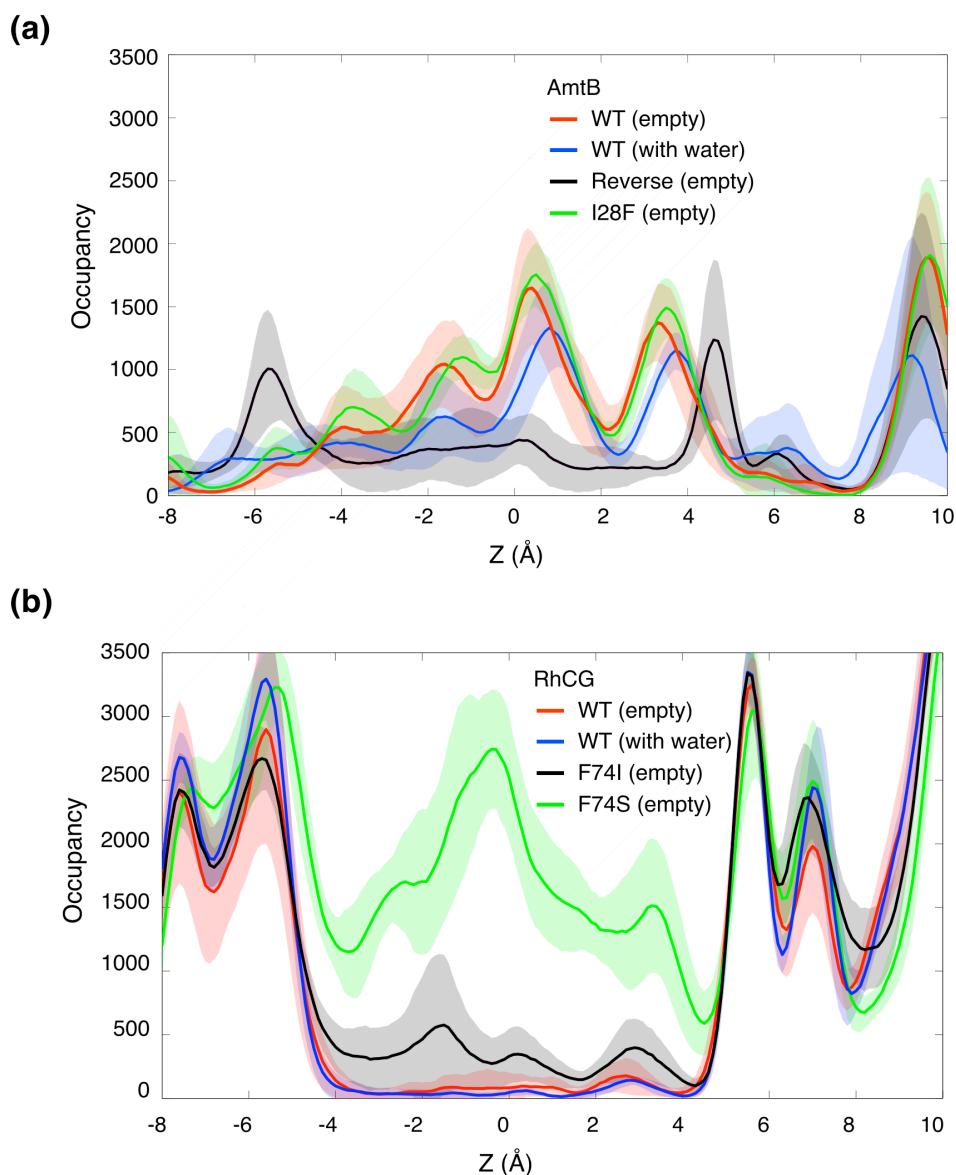 (a)
3500
3000
2500
2000
1500
1000
500
0
Occupancy
AmtB
WT (empty)
WT (with water)
Reverse (empty)
I28F (empty)
-8 -6 -4 -2 0 2 4 6 8 10
Z (Å)
(b)
3500
3000
2500
2000
1500
1000
500
0
Occupancy
RhCG
WT (empty)
WT (with water)
F74I (empty)
F74S (empty)
-8 -6 -4 -2 0 2 4 6 8 10
Z (Å)